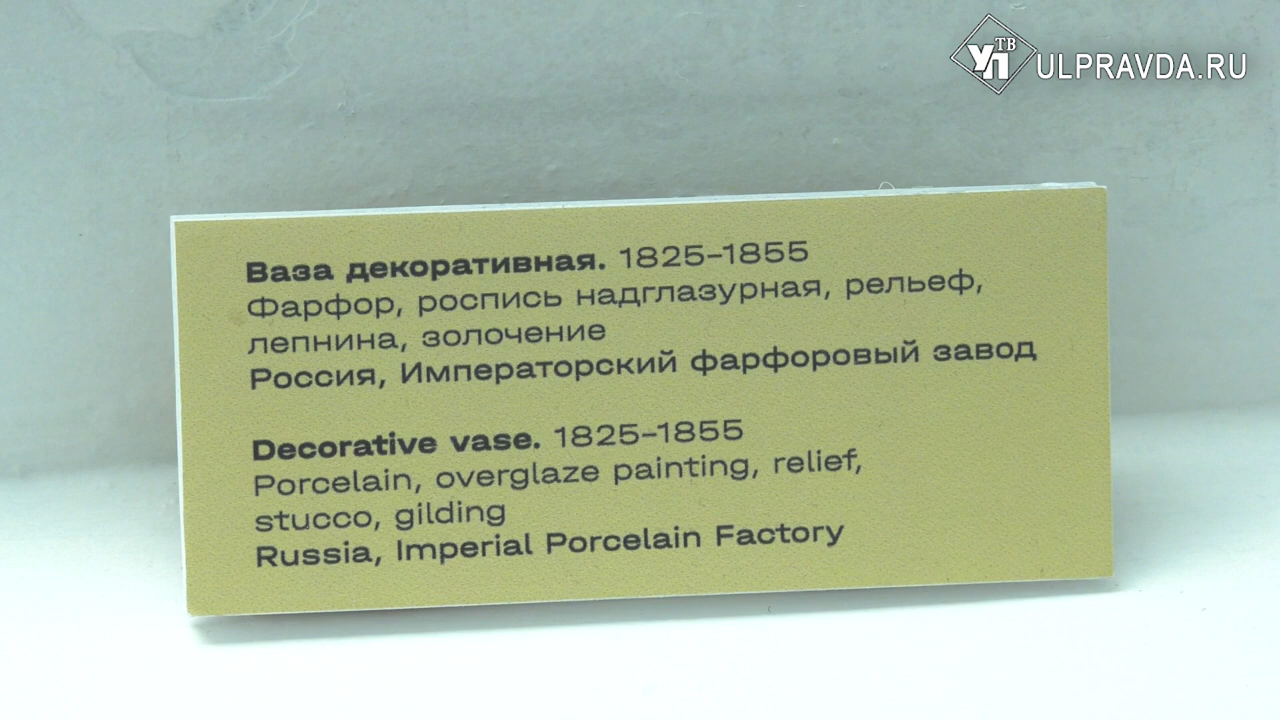 УП ТВ ULPRAVDA.RU
Ваза декоративная. 1825–1855
Фарфор, роспись надглазурная, рельеф,
лепнина, золочение
Россия, Императорский фарфоровый завод
Decorative vase. 1825–1855
Porcelain, overglaze painting, relief,
stucco, gilding
Russia, Imperial Porcelain Factory